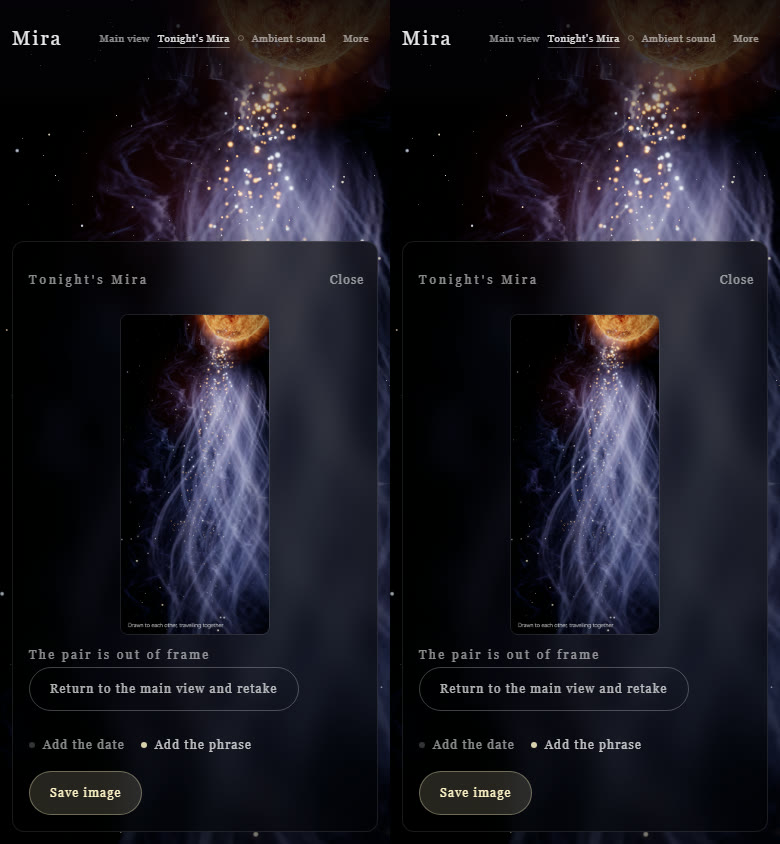 Mira
Main view Tonight's Mira Ambient sound More
Tonight's Mira Close
Drawn to each other, travelling together
The pair is out of frame
Return to the main view and retake
Add the date Add the phrase
Save image
Mira
Main view Tonight's Mira Ambient sound More
Tonight's Mira Close
Drawn to each other, travelling together
The pair is out of frame
Return to the main view and retake
Add the date Add the phrase
Save image